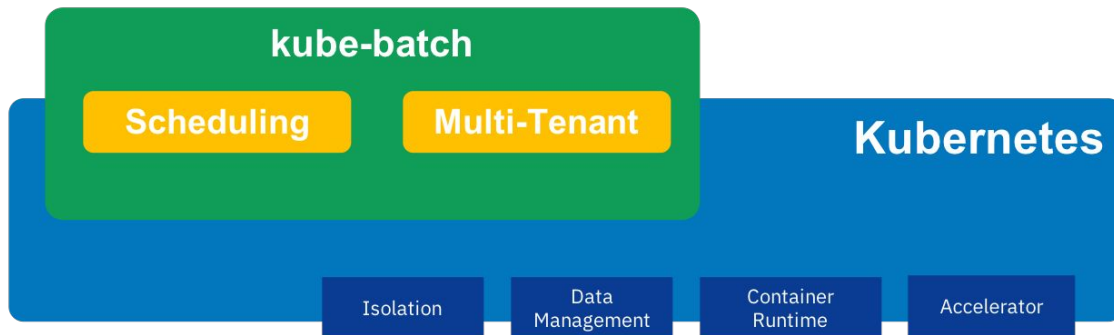 kube-batch
Scheduling
Multi-Tenant
Kubernetes
Isolation
Data
Management
Container
Runtime
Accelerator